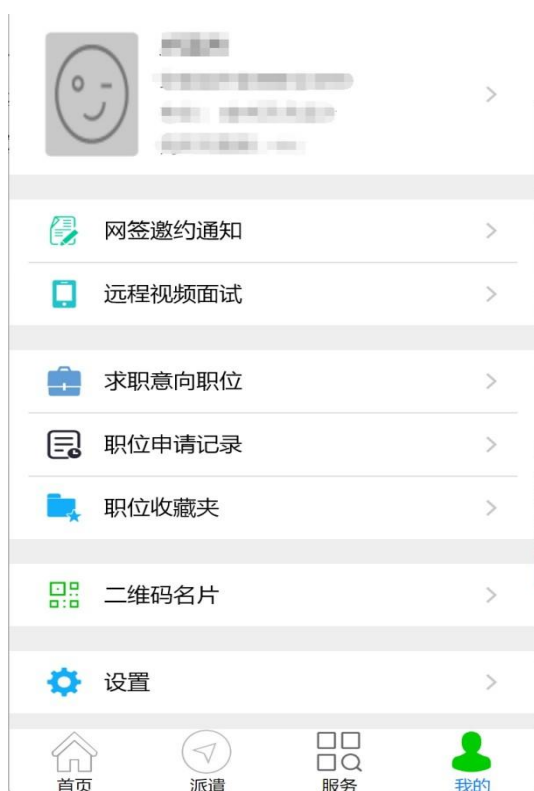 网签邀约通知
远程视频面试
求职意向职位
职位申请记录
职位收藏夹
二维码名片
设置
首页 派遣 服务 我的